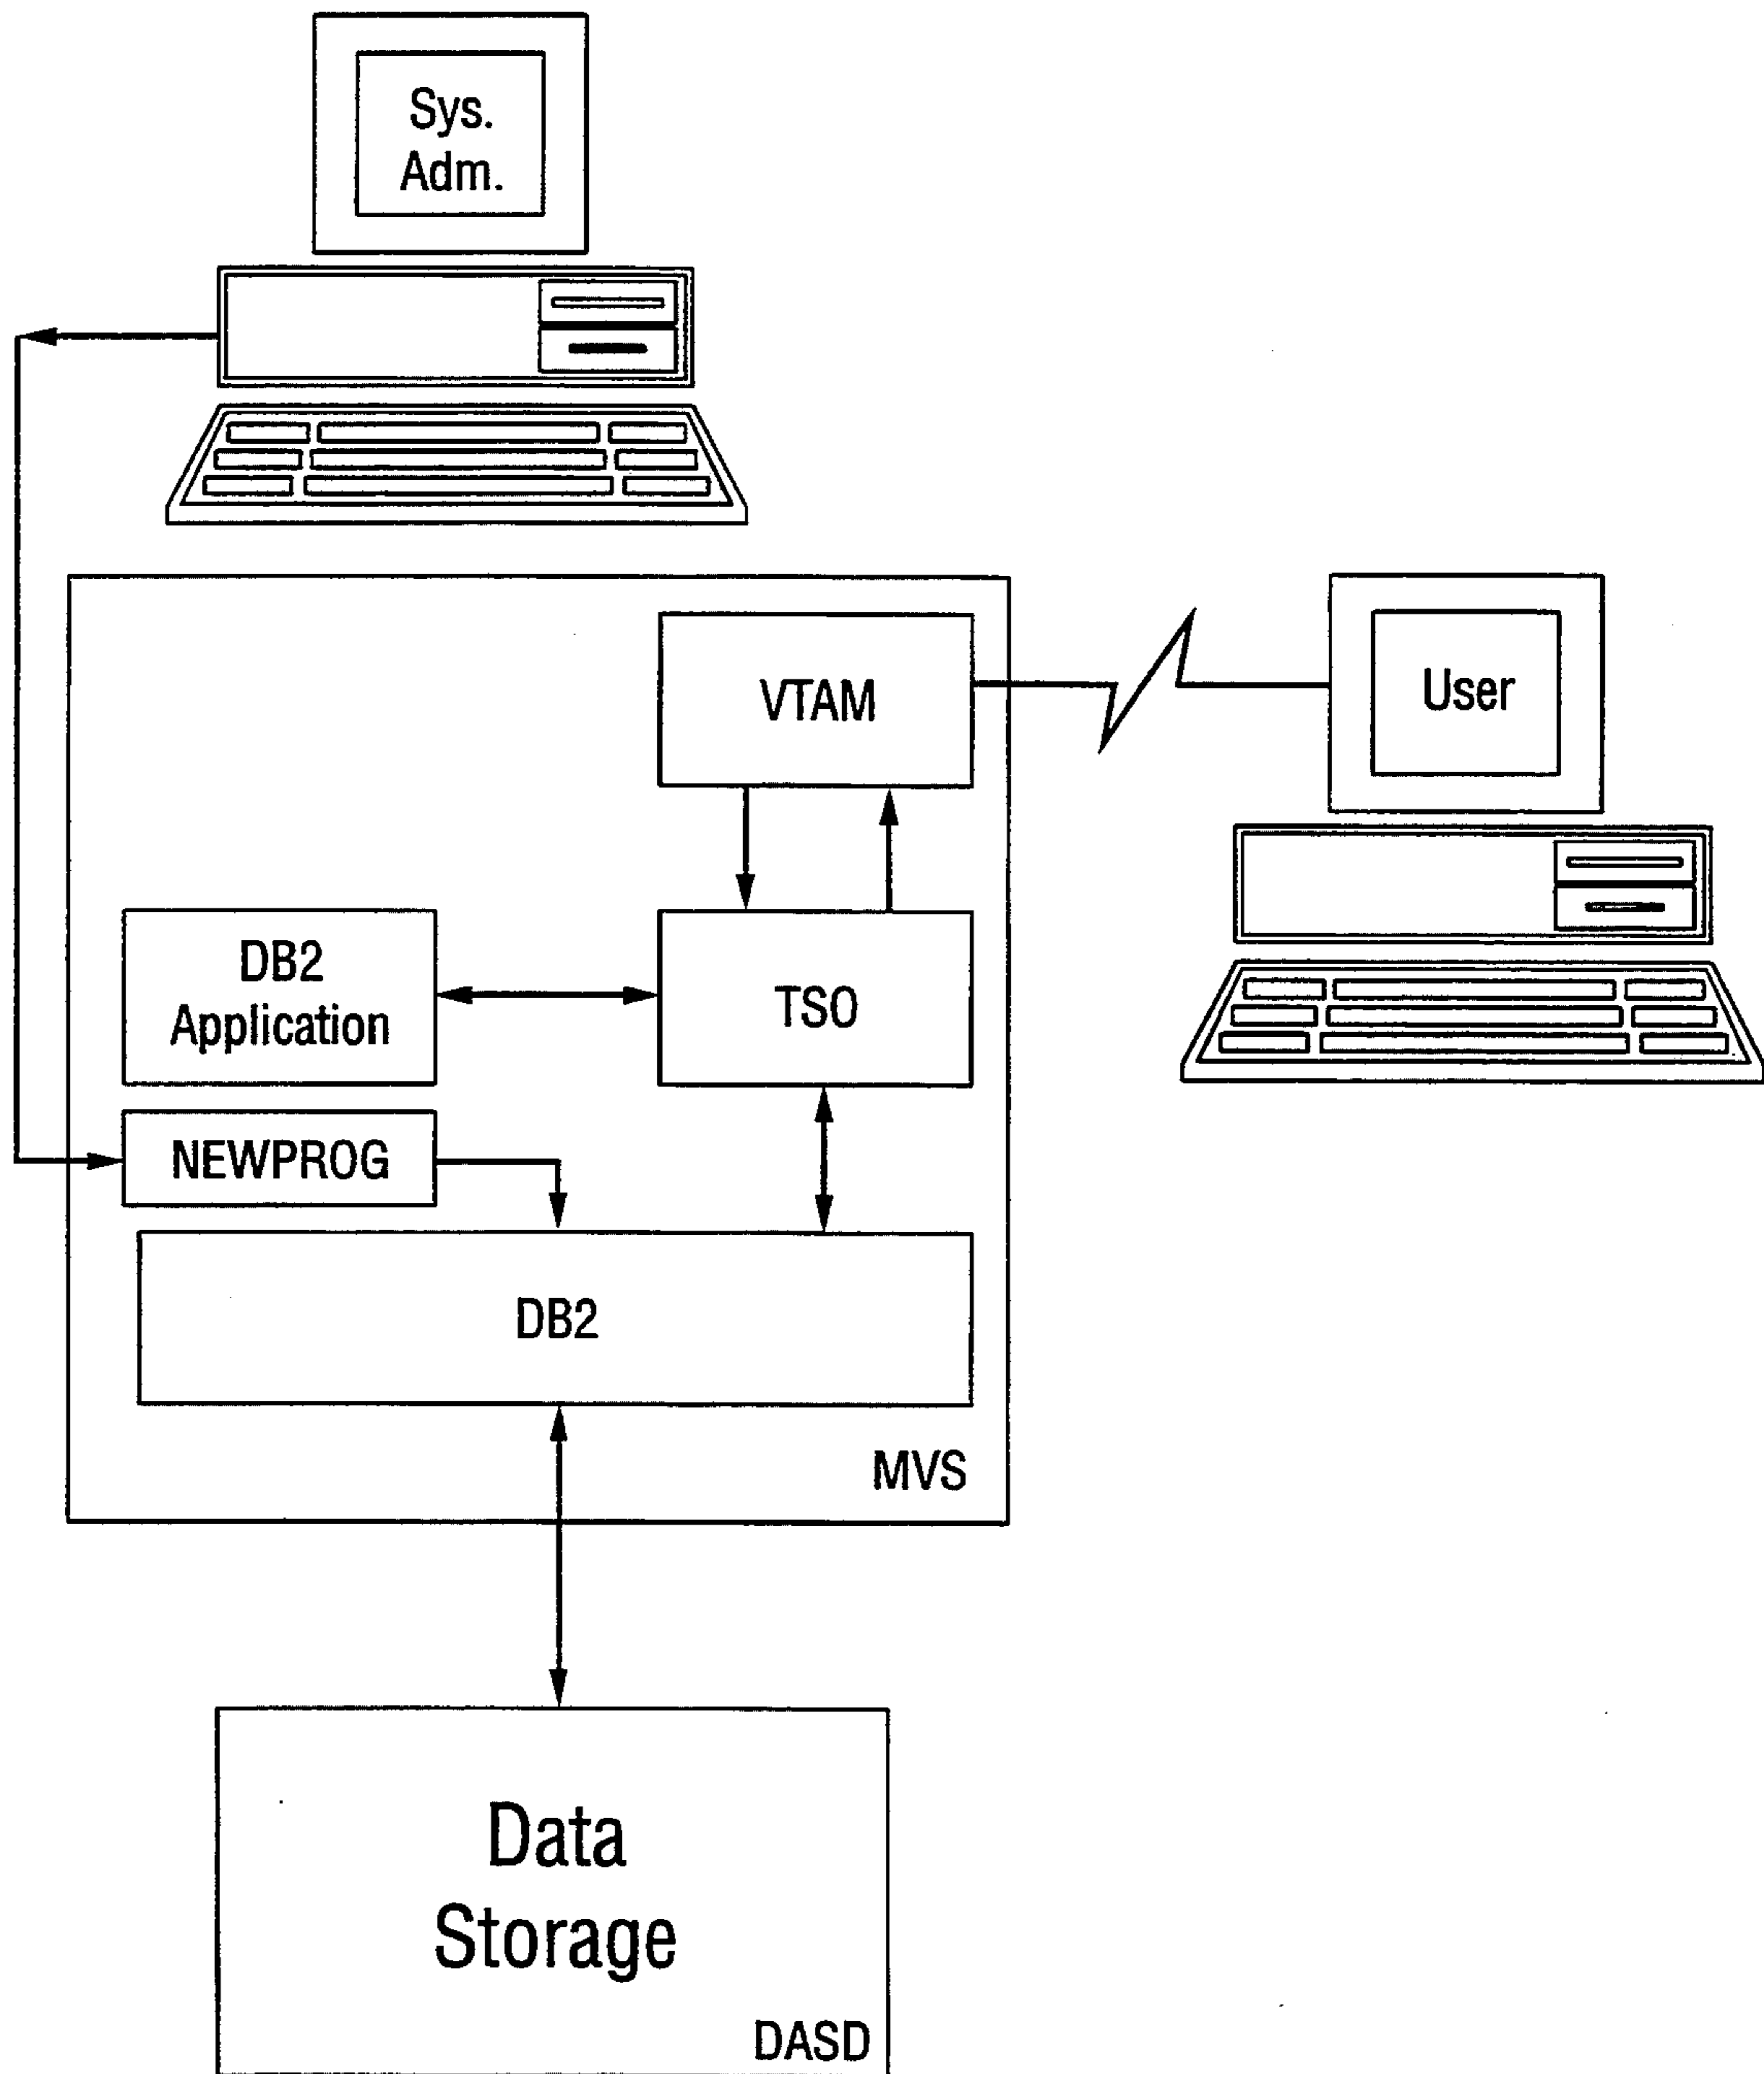 Sys.
Adm.
VTAM
User
DB2
Application
TSO
NEWPROG
DB2
MVS
Data
Storage
DASD